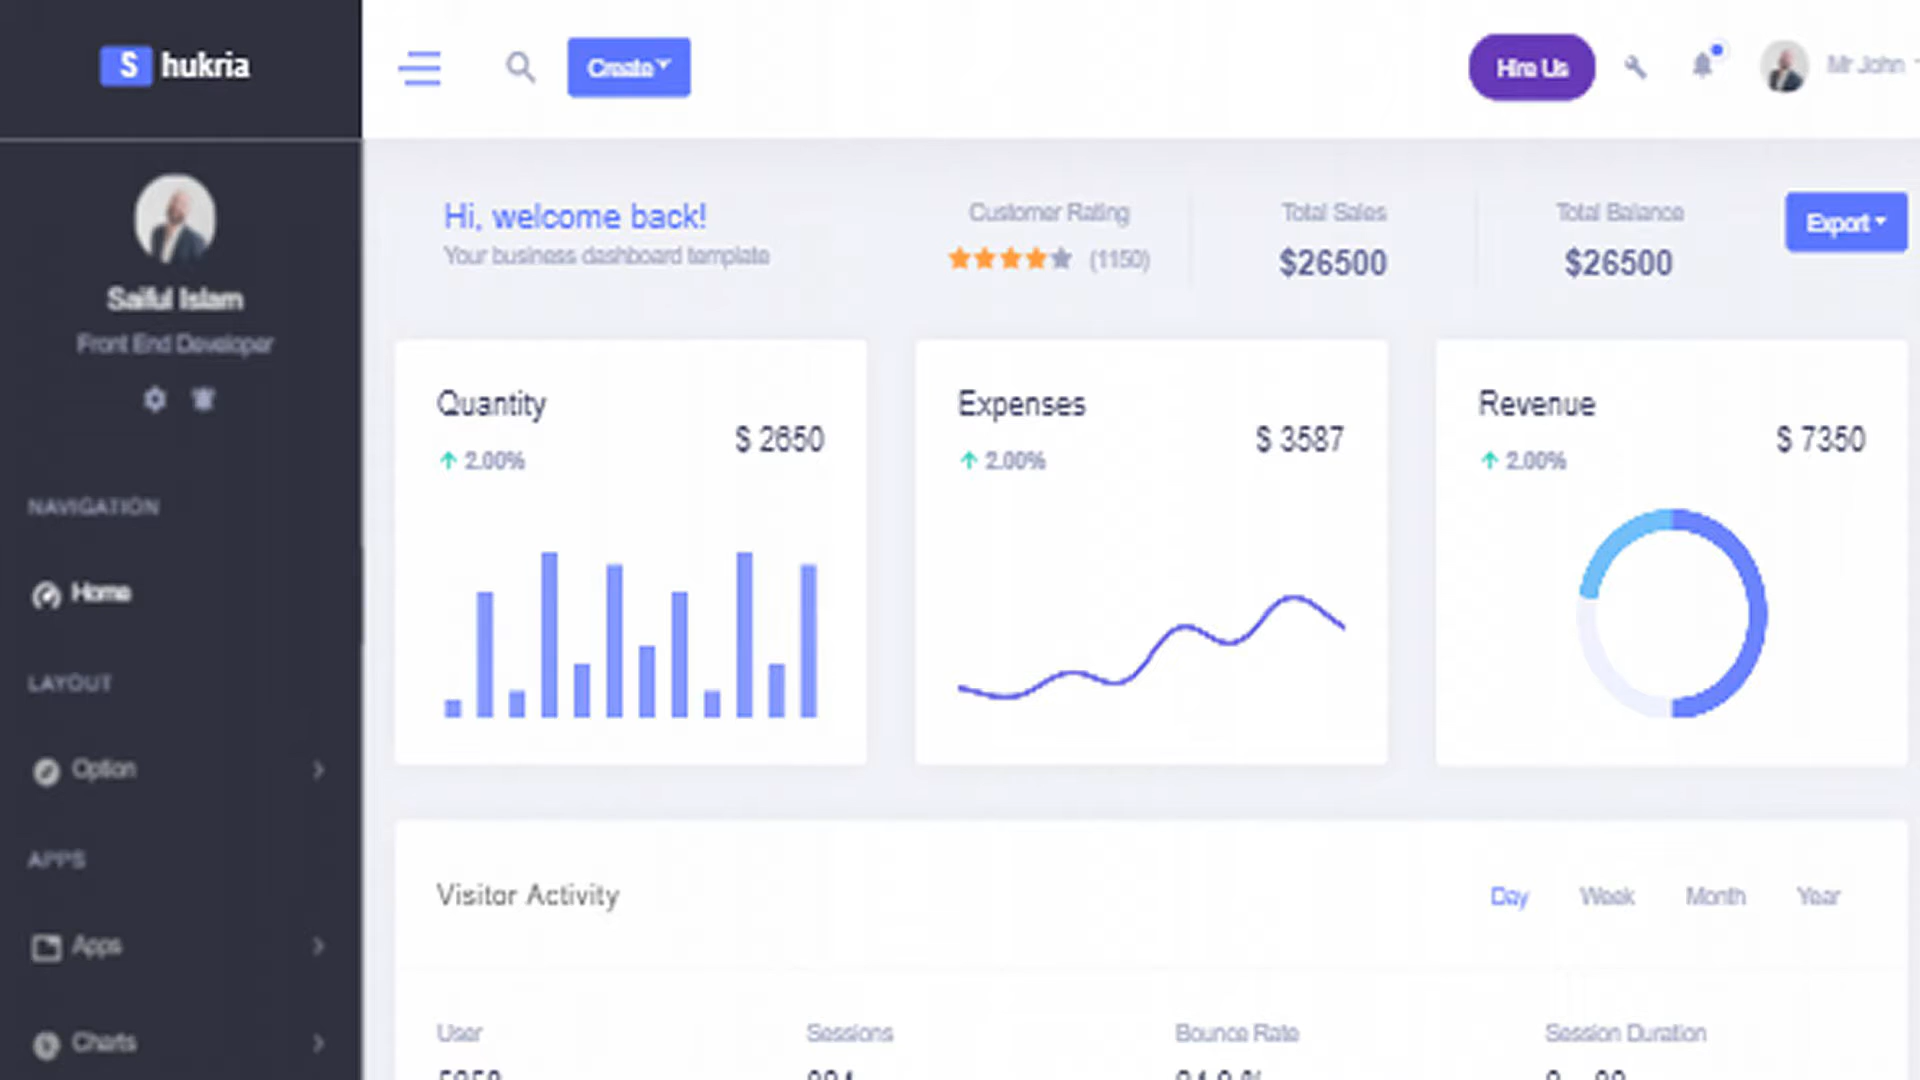 S hukria
Create
Hire Us
Mr John
Saiful Islam
Front End Developer
NAVIGATION
Home
LAYOUT
Option
APPS
Apps
Charts
Hi, welcome back!
Your business dashboard template
Customer Rating
(1150)
Total Sales
$26500
Total Balance
$26500
Export
Quantity
2.00%
$ 2650
Expenses
2.00%
$ 3587
Revenue
2.00%
$ 7350
Visitor Activity
Day Week Month Year
User
Sessions
Bounce Rate
Session Duration